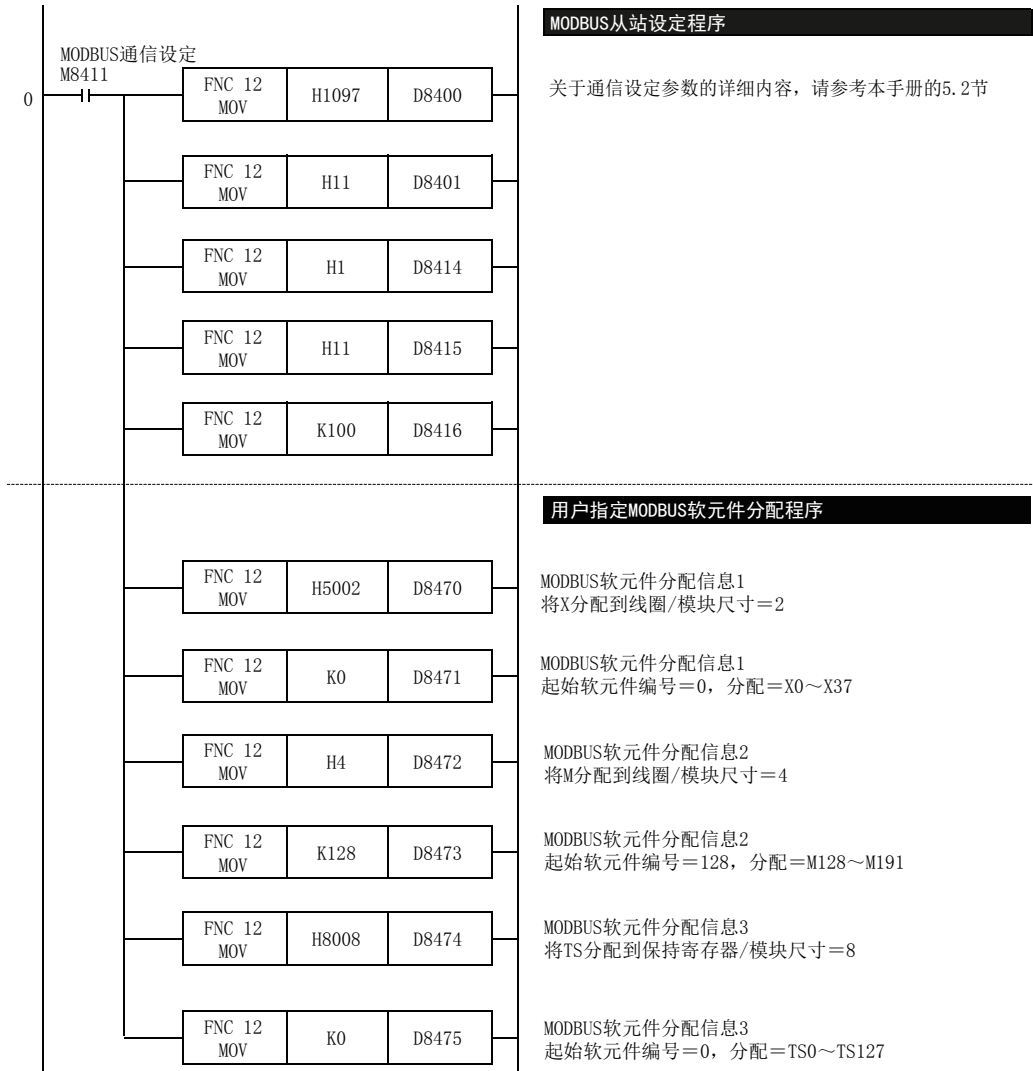 MODBUS从站设定程序
MODBUS通信设定
M8411
0
FNC 12
MOV
H1097
D8400
关于通信设定参数的详细内容，请参考本手册的5.2节
FNC 12
MOV
H11
D8401
FNC 12
MOV
H1
D8414
FNC 12
MOV
H11
D8415
FNC 12
MOV
K100
D8416
用户指定MODBUS软元件分配程序
FNC 12
MOV
H5002
D8470
MODBUS软元件分配信息1
将X分配到线圈/模块尺寸＝2
FNC 12
MOV
K0
D8471
MODBUS软元件分配信息1
起始软元件编号＝0，分配＝X0～X37
FNC 12
MOV
H4
D8472
MODBUS软元件分配信息2
将M分配到线圈/模块尺寸＝4
FNC 12
MOV
K128
D8473
MODBUS软元件分配信息2
起始软元件编号＝128，分配＝M128～M191
FNC 12
MOV
H8008
D8474
MODBUS软元件分配信息3
将TS分配到保持寄存器/模块尺寸＝8
FNC 12
MOV
K0
D8475
MODBUS软元件分配信息3
起始软元件编号＝0，分配＝TS0～TS127